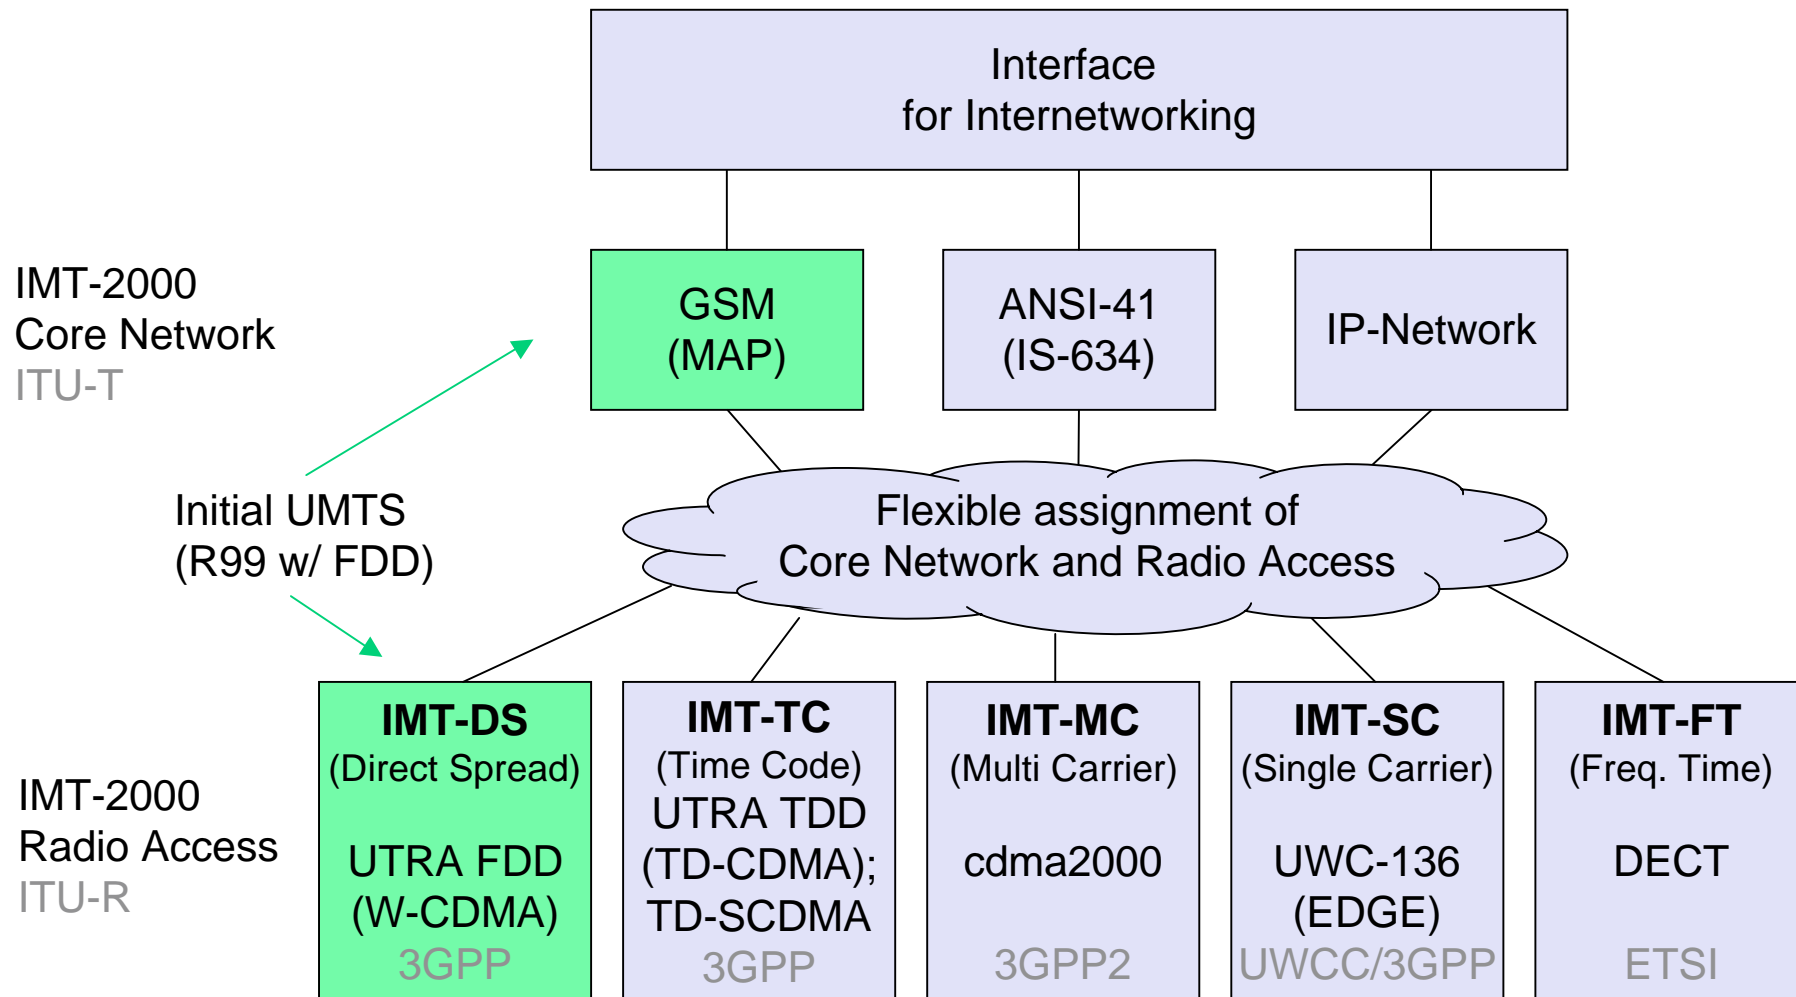 Interface
for Internetworking
IMT-2000
Core Network
ITU-T
GSM
(MAP)
ANSI-41
(IS-634)
IP-Network
Initial UMTS
(R99 w/ FDD)
Flexible assignment of
Core Network and Radio Access
IMT-2000
Radio Access
ITU-R
IMT-DS
(Direct Spread)
UTRA FDD
(W-CDMA)
3GPP
IMT-TC
(Time Code)
UTRA TDD
(TD-CDMA);
TD-SCDMA
3GPP
IMT-MC
(Multi Carrier)
cdma2000
3GPP2
IMT-SC
(Single Carrier)
UWC-136
(EDGE)
UWCC/3GPP
IMT-FT
(Freq. Time)
DECT
ETSI